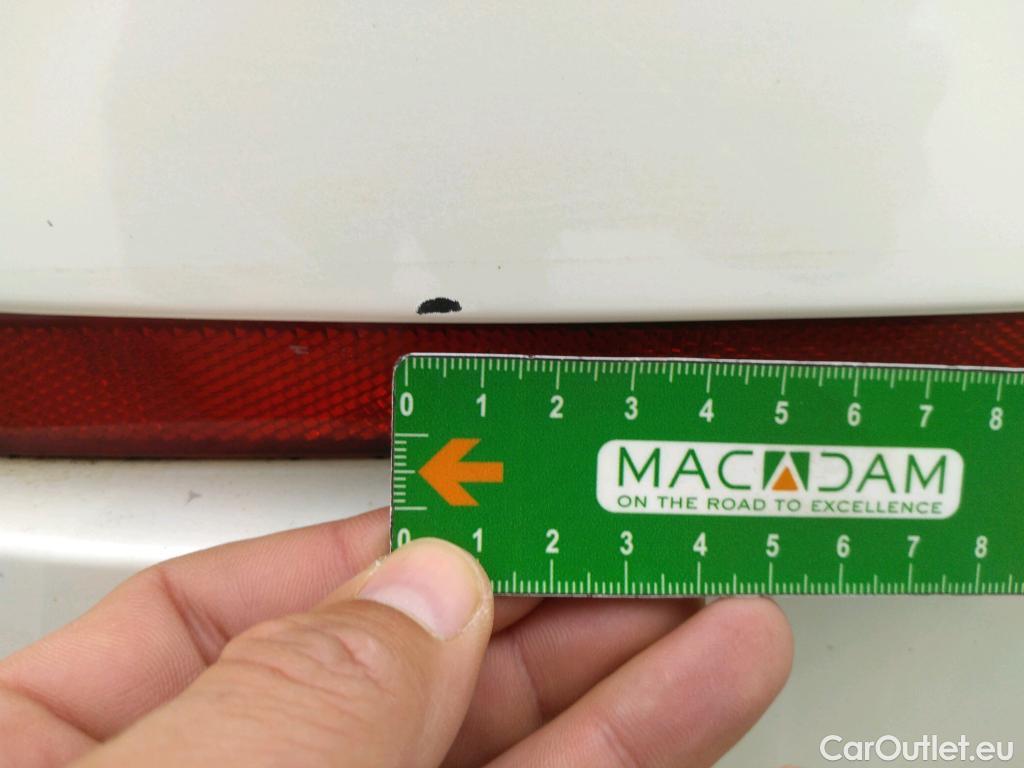 0 1 2 3 4 5 6 7 8
MACADAM
ON THE ROAD TO EXCELLENCE
0 1 2 3 4 5 6 7 8
CarOutlet.eu